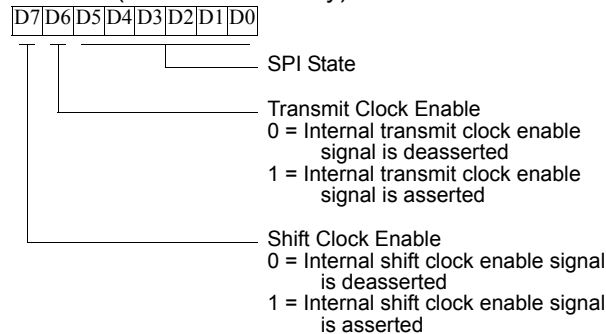 D7 D6 D5 D4 D3 D2 D1 D0
SPI State
Transmit Clock Enable
0 = Internal transmit clock enable
signal is deasserted
1 = Internal transmit clock enable
signal is asserted
Shift Clock Enable
0 = Internal shift clock enable signal
is deasserted
1 = Internal shift clock enable signal
is asserted